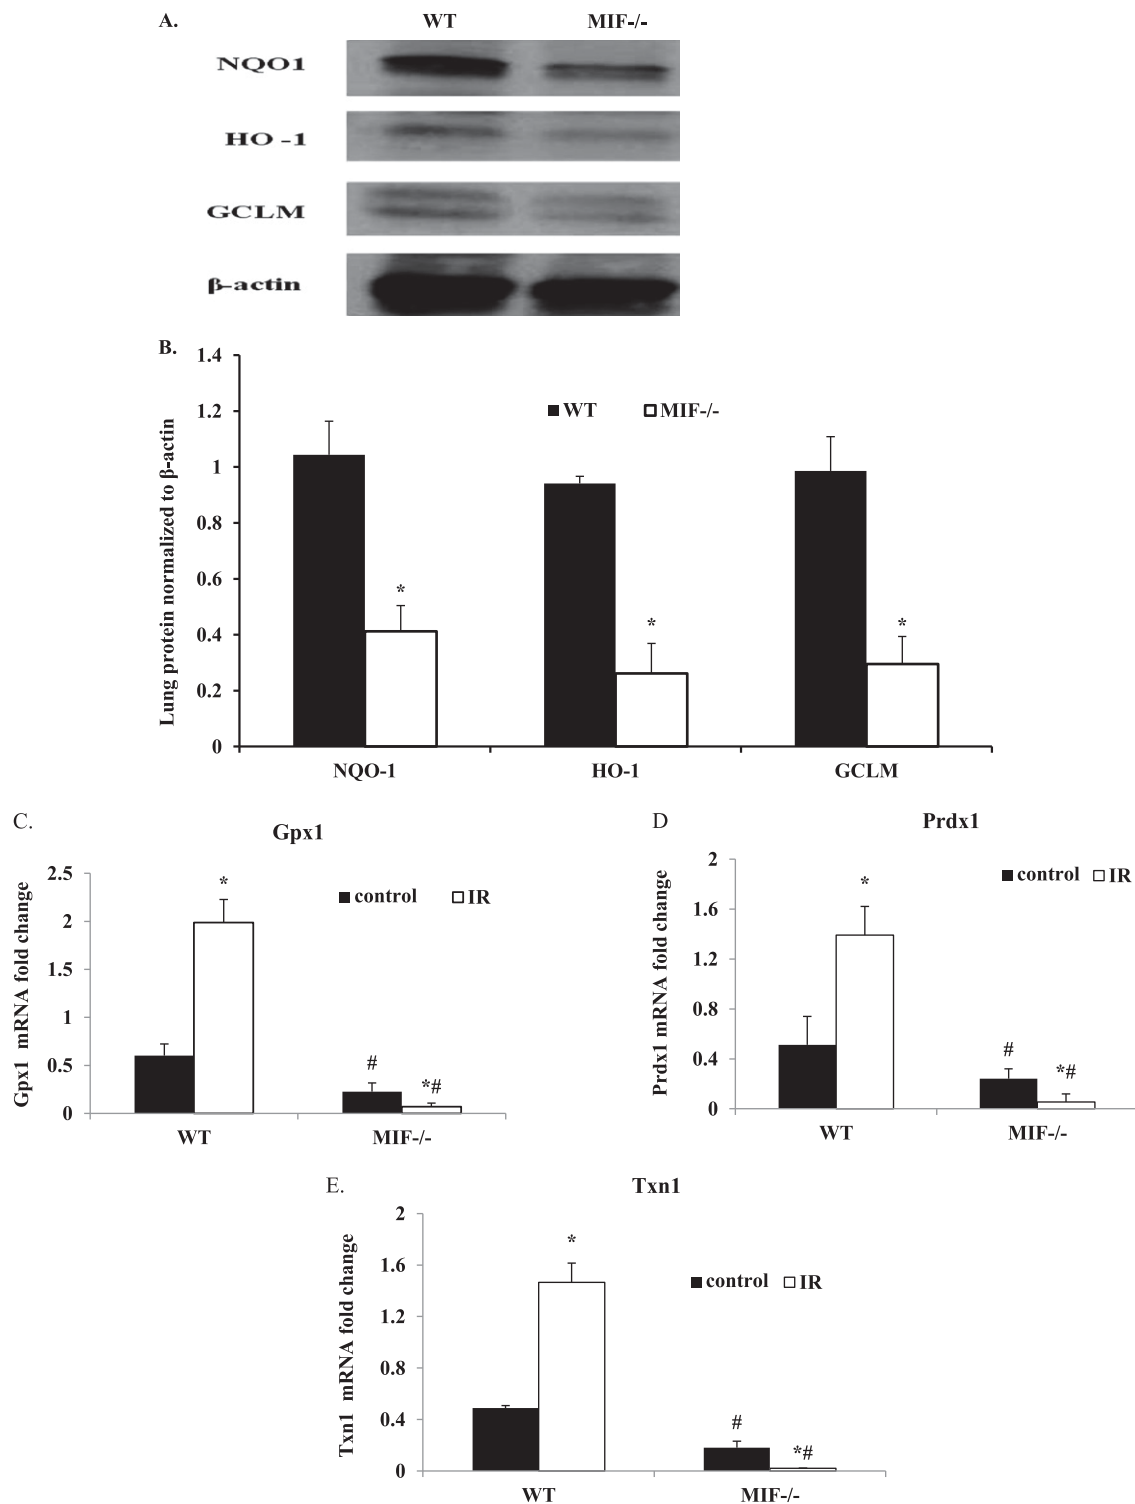 A.
WT MIF-/-
NQO1
HO -1
GCLM
β-actin
B.
Lung protein normalized to β-actin
1.4
1.2
1
0.8
0.6
0.4
0.2
0
WT MIF-/-
*
*
*
NQO-1 HO-1 GCLM
C.
Gpx1
Gpx1 mRNA fold change
2.5
2
1.5
1
0.5
0
control IR
*
#
*#
WT MIF-/-
D
Prdx1
Prdx1 mRNA fold change
2
1.6
1.2
0.8
0.4
0
control IR
*
#
*#
WT MIF-/-
E.
Txn1
Txn1 mRNA fold change
2
1.6
1.2
0.8
0.4
0
control IR
*
#
*#
WT MIF-/-